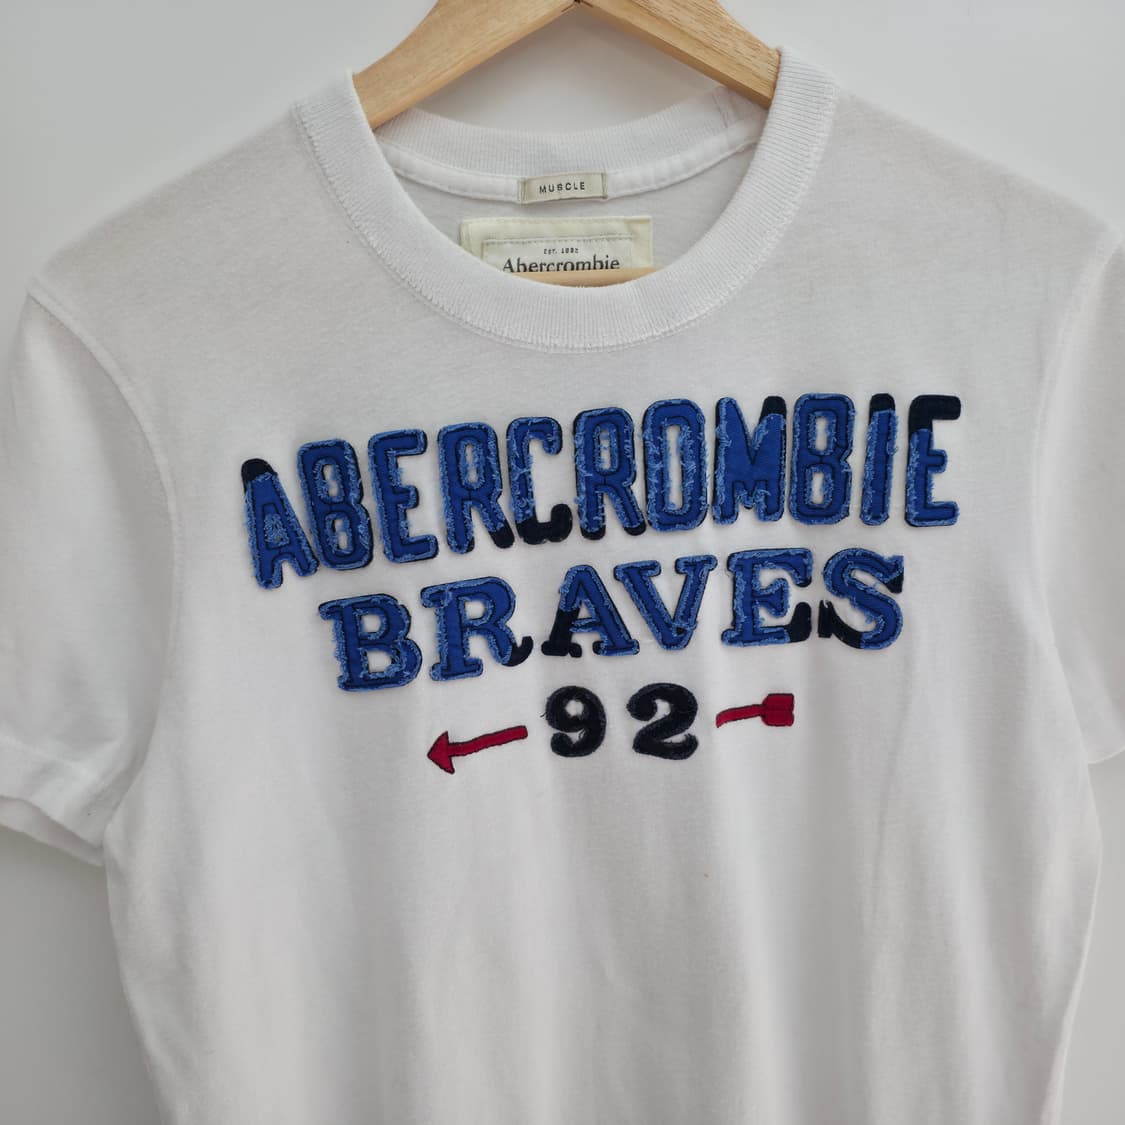 MUSCLE
EST. 1892
Abercrombie
ABERCROMBIE
BRAVES
92